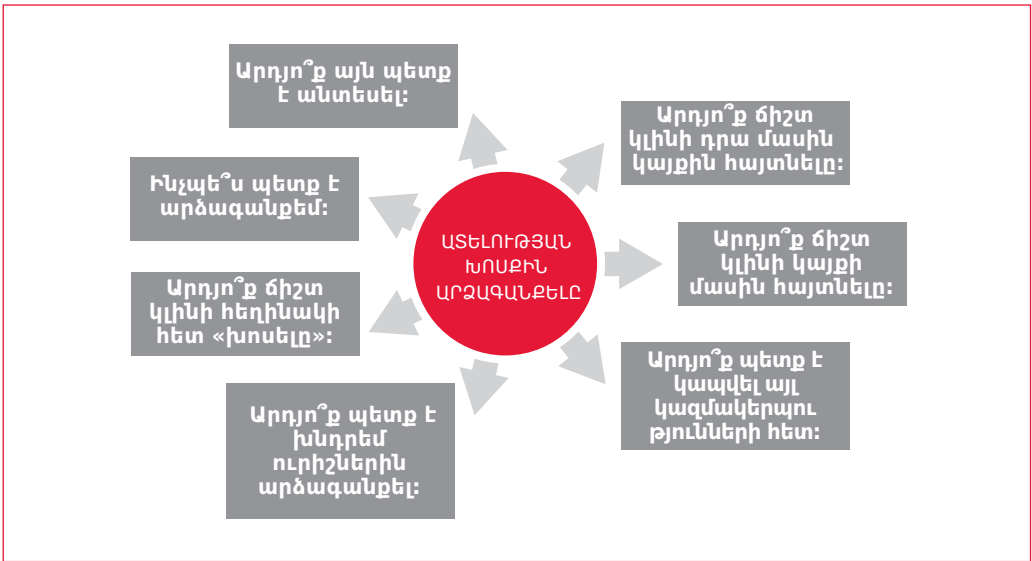 Արդյո՞ք այն պետք
է անտեսել:
Արդյո՞ք ճիշտ
կլինի դրա մասին
կայքին հայտնելը:
Ինչպե՞ս պետք է
արձագանքեմ:
ԱՏԵԼՈՒԹՅԱՆ
ԽՈՍՔԻՆ
ԱՐՁԱԳԱՆՔԵԼԸ
Արդյո՞ք ճիշտ
կլինի կայքի
մասին հայտնելը:
Արդյո՞ք ճիշտ
կլինի հեղինակի
հետ «խոսելը»:
Արդյո՞ք պետք է
կապվել այլ
կազմակերպու
թյունների հետ:
Արդյո՞ք պետք է
խնդրեմ
ուրիշներին
արձագանքել: